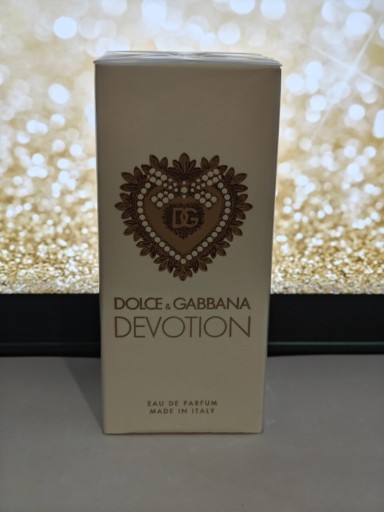 DG
DOLCE & GABBANA
DEVOTION
EAU DE PARFUM
MADE IN ITALY